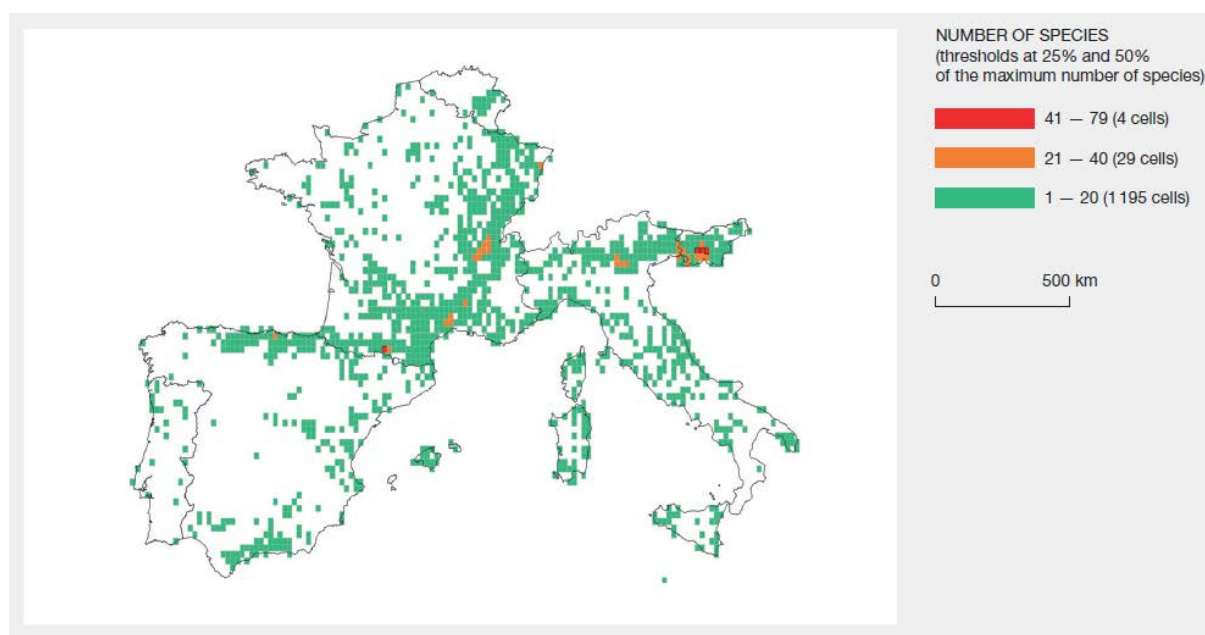 NUMBER OF SPECIES
(thresholds at 25% and 50%
of the maximum number of species)
41 — 79 (4 cells)
21 — 40 (29 cells)
1 — 20 (1 195 cells)
0 500 km